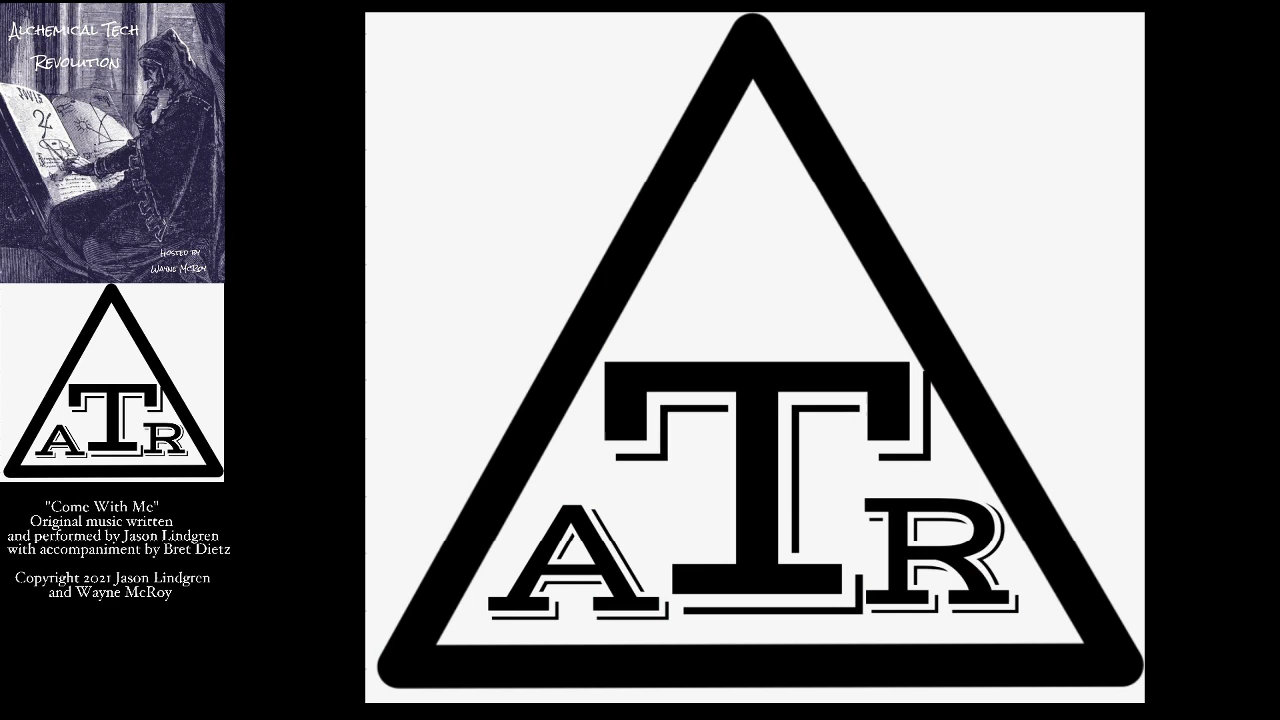 Alchemical Tech
Revolution
Hosted by
Wayne McRoy
ATR
"Come With Me"
Original music written
and performed by Jason Lindgren
with accompaniment by Bret Dietz
Copyright 2021 Jason Lindgren
and Wayne McRoy
ATR